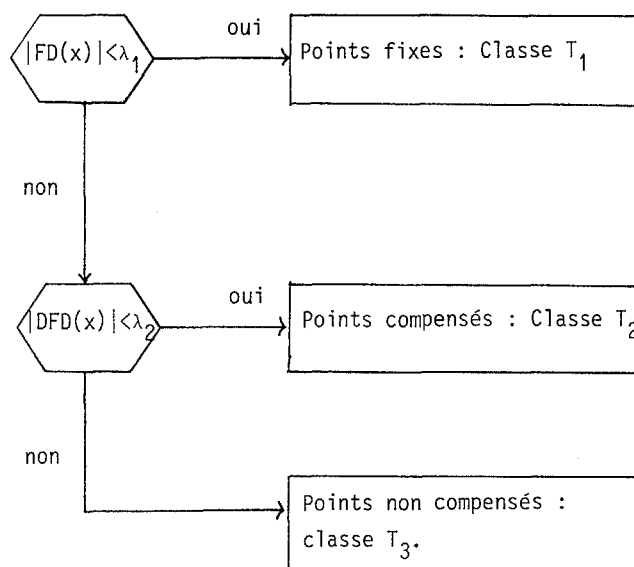 |FD(x)|<λ₁
oui
Points fixes : Classe T₁
non
|DFD(x)|<λ₂
oui
Points compensés : Classe T₂
non
Points non compensés :
classe T₃.